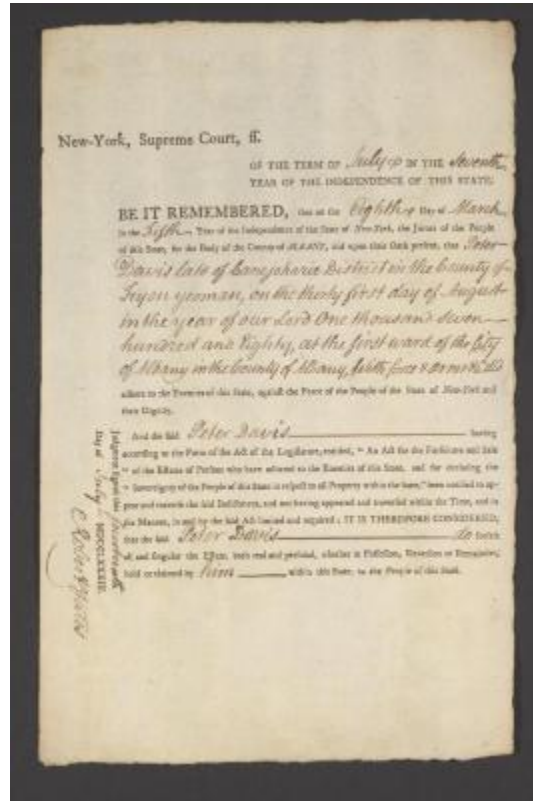 New-York, Supreme Court, ss.
OF THE TERM OF July IN THE Seventh
YEAR OF THE INDEPENDENCE OF THIS STATE.
BE IT REMEMBERED, that on the Eighth Day of March
In the Fifth Year of the Independence of the State of New-York, the Jurors of the People
of this State, for the Body of the County of ALBANY, did upon their Oath present, that Peter
Davis late of Canajoharie District in the County of
Tryon yeoman, on the thirty first day of August
in the year of our Lord One thousand seven
hundred and Eighty, at the first ward of the City
of Albany in the County of Albany, with force & arms &c did
adhere to the Enemies of this State, against the Peace of the People of the State of New-York and
their Dignity.
And the said Peter Davis having
according to the Form of the Act of the Legislature, entitled, " An Act for the Forfeiture and Sale
" of the Estates of Persons who have adhered to the Enemies of this State, and for declaring the
" Sovereignty of the People of this State in respect to all Property within the same," been notified to ap-
pear and traverse the said Indictment, and not having appeared and traversed within the Time, and in
the Manner, in and by the said Act limited and required ; IT IS THEREFORE CONSIDERED,
that the said Peter Davis do forfeit
all and singular the Estate, both real and personal, whether in Possession, Reversion or Remainder,
held or claimed by him within this State, to the People of this State.
Judgment signed this
Day of July MDCCLXXXIII.
Robert Yates